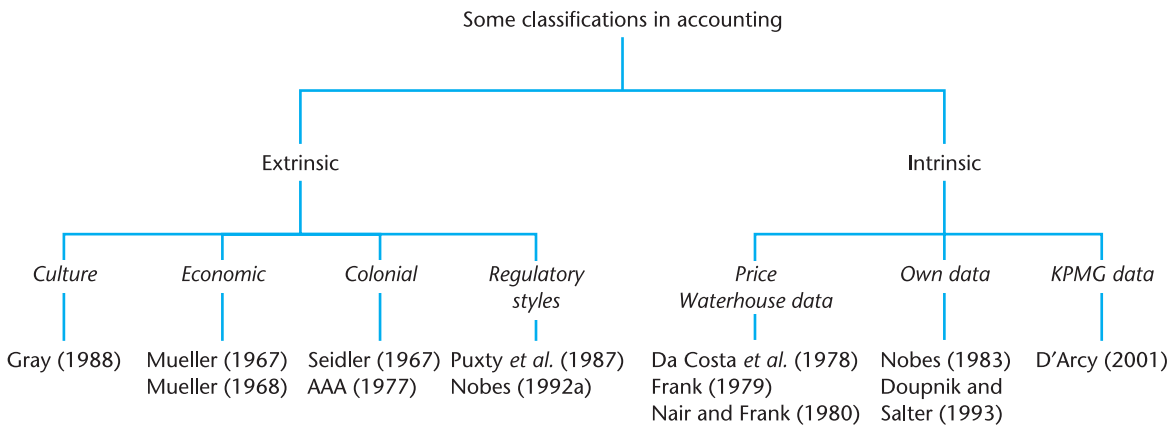 Some classifications in accounting
Extrinsic
Intrinsic
Culture
Economic
Colonial
Regulatory
styles
Price
Waterhouse data
Own data
KPMG data
Gray (1988)
Mueller (1967)
Mueller (1968)
Seidler (1967)
AAA (1977)
Puxty et al. (1987)
Nobes (1992a)
Da Costa et al. (1978)
Frank (1979)
Nair and Frank (1980)
Nobes (1983)
Doupnik and
Salter (1993)
D'Arcy (2001)